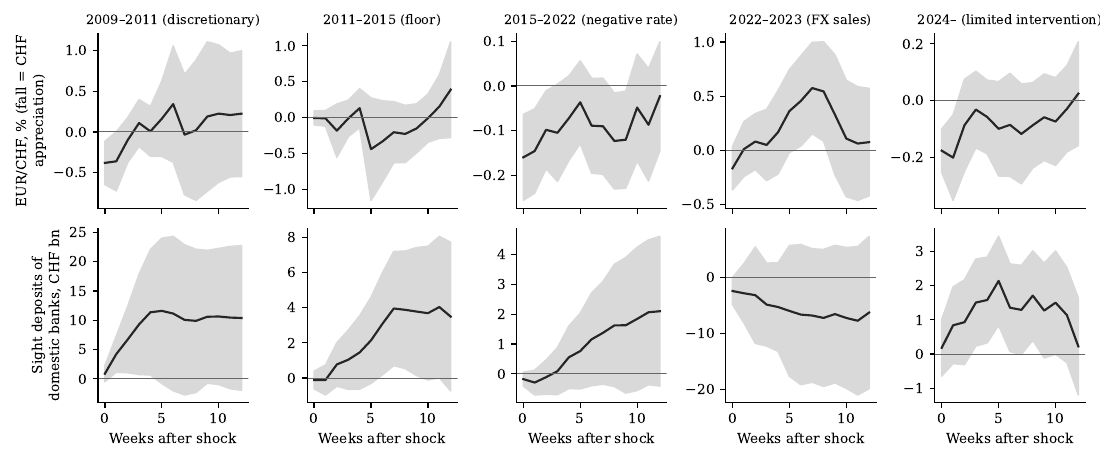 2009–2011 (discretionary)
2011–2015 (floor)
2015–2022 (negative rate)
2022–2023 (FX sales)
2024– (limited intervention)
EUR/CHF, % (fall = CHF
appreciation)
1.0
0.5
0.0
−0.5
1.0
0.5
0.0
−0.5
−1.0
0.1
0.0
−0.1
−0.2
1.0
0.5
0.0
−0.5
0.2
0.0
−0.2
Sight deposits of
domestic banks, CHF bn
25
20
15
10
5
0
8
6
4
2
0
4
3
2
1
0
0
−10
−20
3
2
1
0
−1
0 5 10
0 5 10
0 5 10
0 5 10
0 5 10
Weeks after shock
Weeks after shock
Weeks after shock
Weeks after shock
Weeks after shock